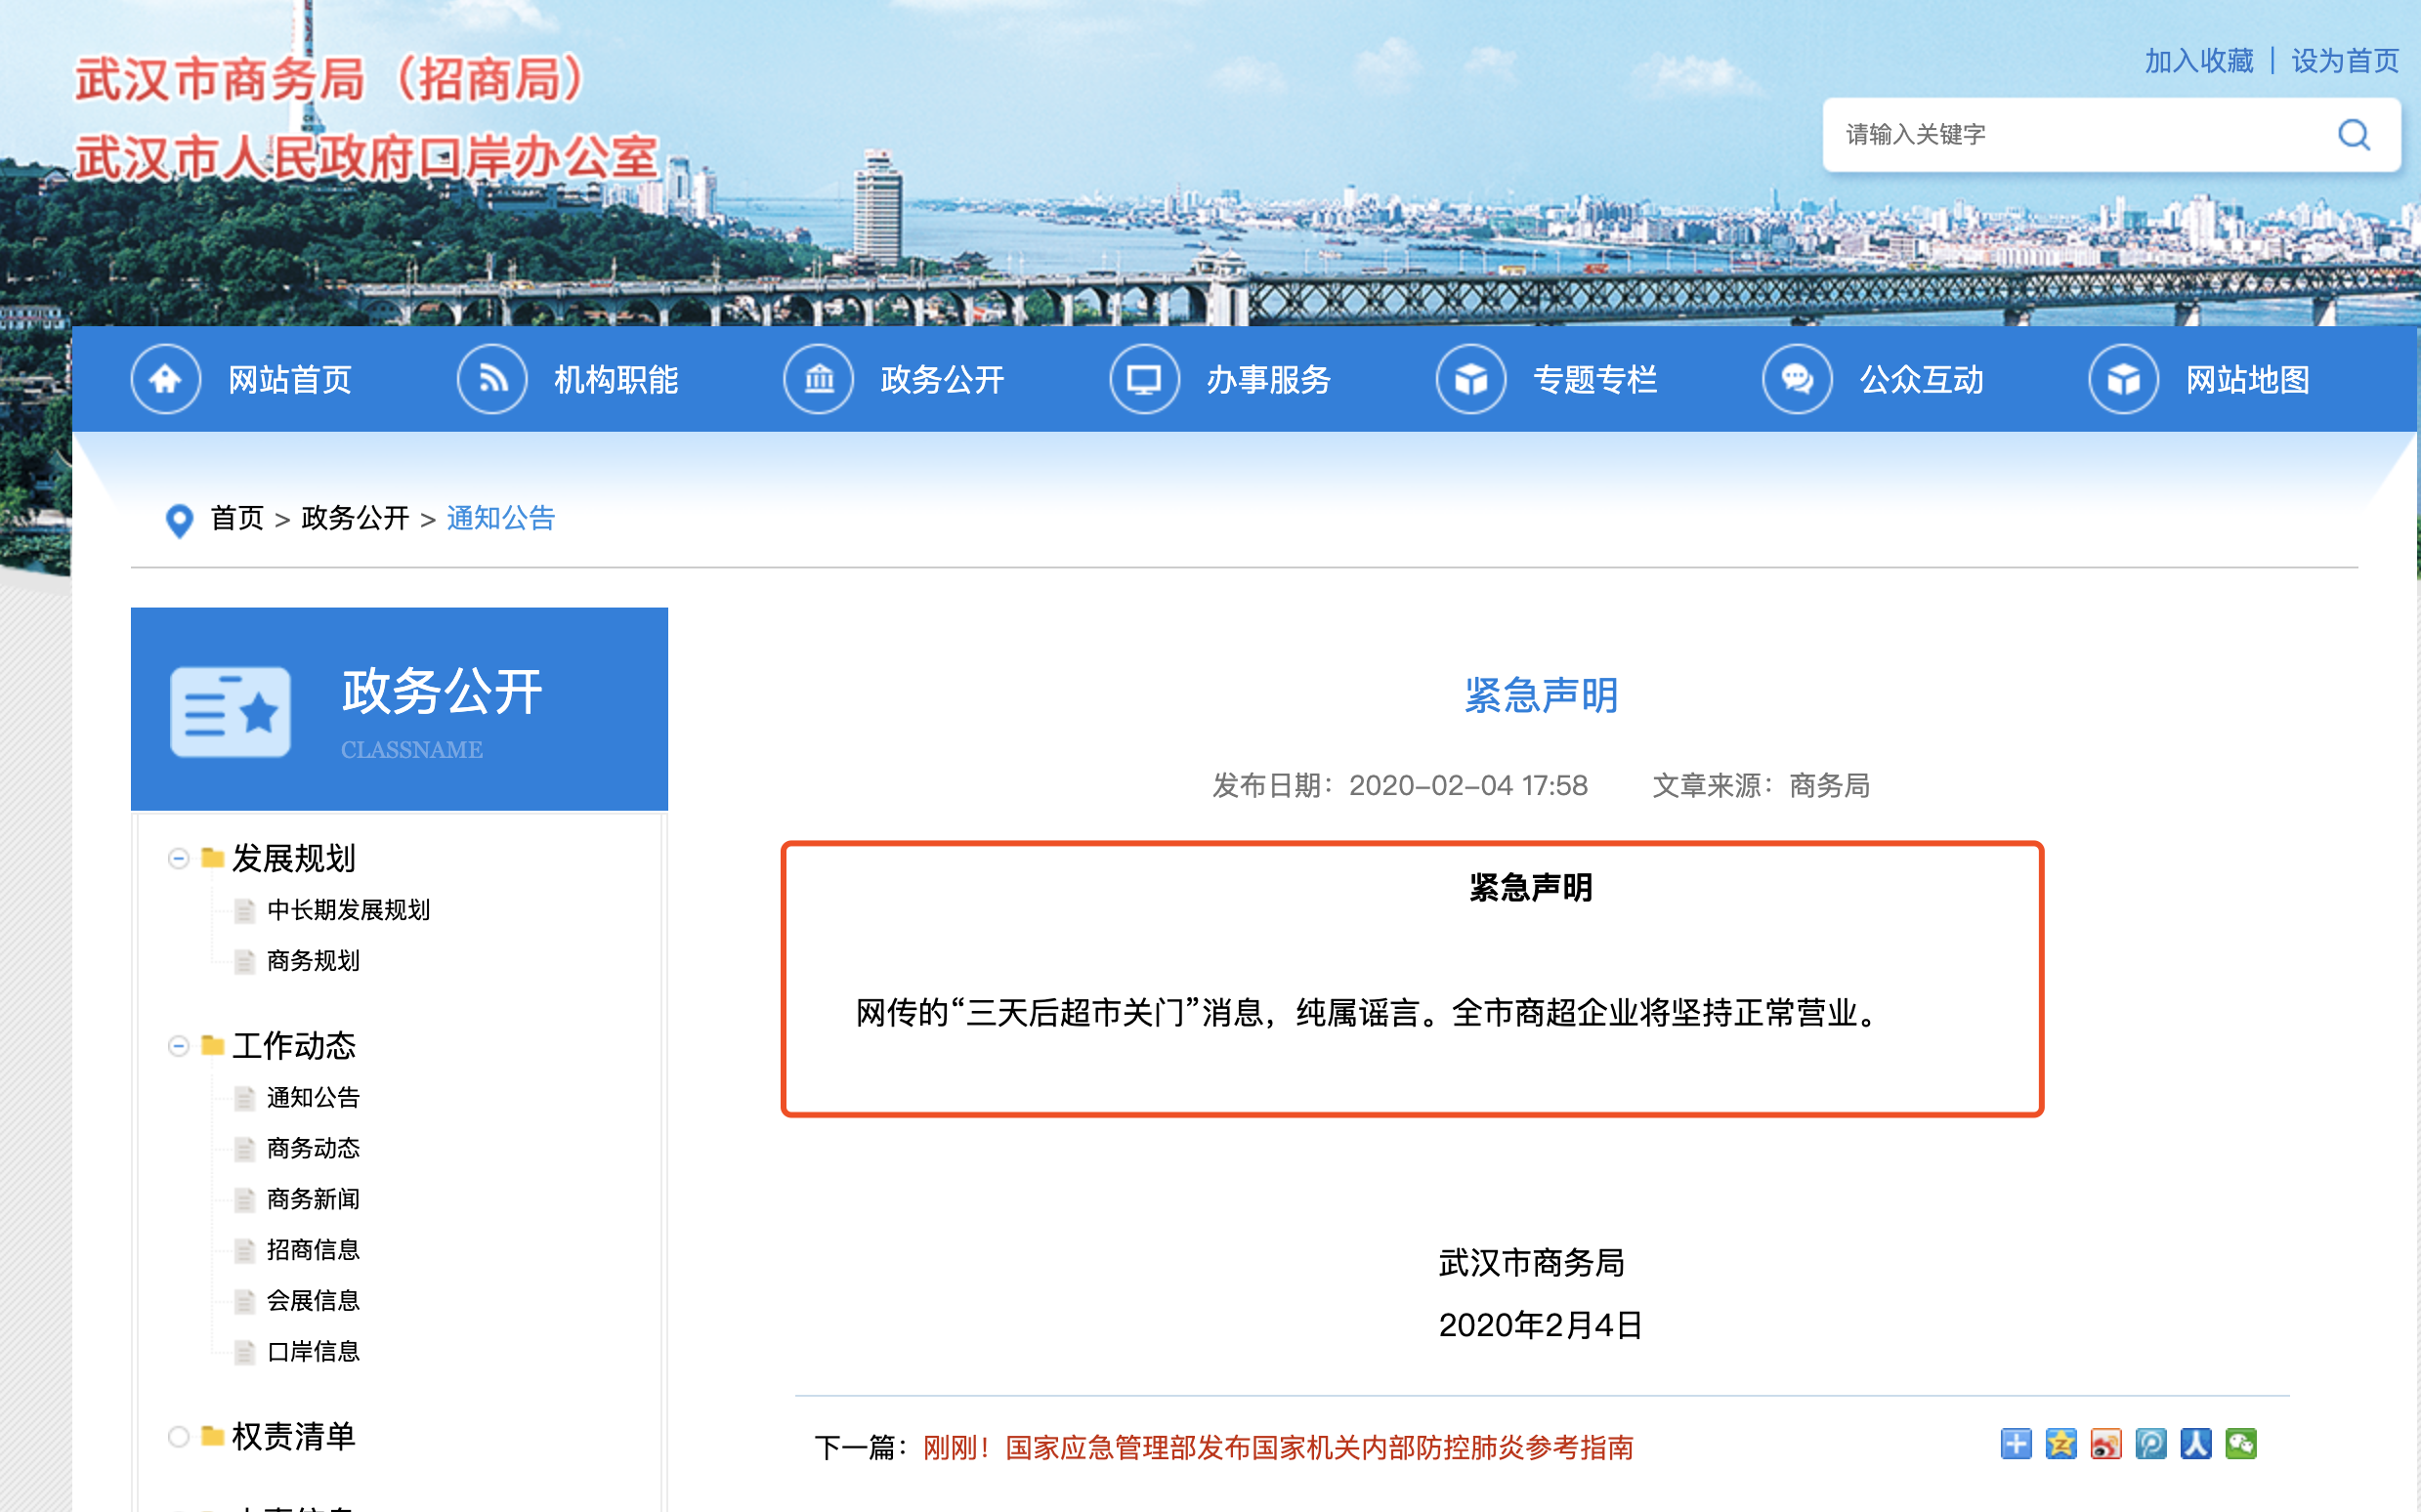 武汉市商务局（招商局）
武汉市人民政府口岸办公室
加入收藏 | 设为首页
请输入关键字
网站首页 机构职能 政务公开 办事服务 专题专栏 公众互动 网站地图
首页 > 政务公开 > 通知公告
政务公开
CLASSNAME
发展规划
中长期发展规划
商务规划
工作动态
通知公告
商务动态
商务新闻
招商信息
会展信息
口岸信息
权责清单
紧急声明
发布日期：2020-02-04 17:58 文章来源：商务局
紧急声明
网传的“三天后超市关门”消息，纯属谣言。全市商超企业将坚持正常营业。
武汉市商务局
2020年2月4日
下一篇：刚刚！国家应急管理部发布国家机关内部防控肺炎参考指南